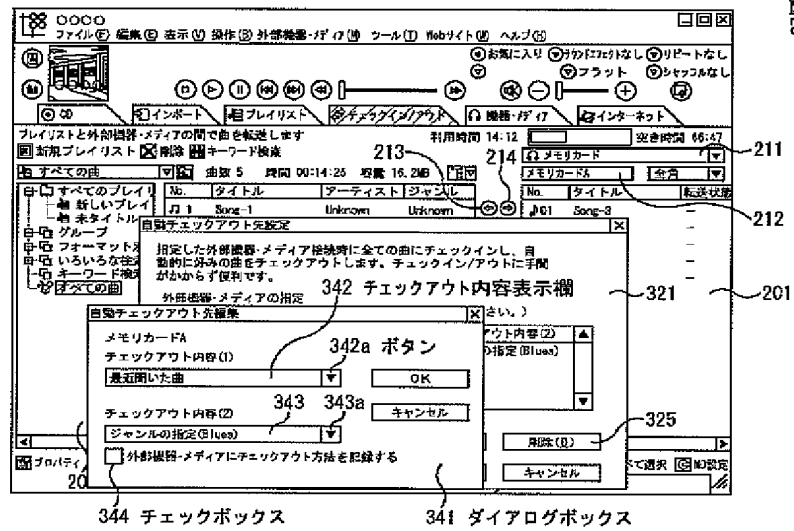 OCOO
ファイル(F) 編集(E) 表示(V) 操作(B) 外部機器・メディア(M) ツール(T) Webサイト(W) ヘルプ(H)
お気に入り サウンドエフェクトなし リピートなし
フラット シャッフルなし
CD インポート プレイリスト チェックイン/アウト 機器・メディア インターネット
プレイリストと外部機器・メディアの間で曲を転送します 利用時間 14:12 空き時間 66:47
新規プレイリスト 削除 キーワード検索 213 214 メモリカード 211
すべての曲 曲数 5 時間 00:14:26 容量 16.2MB メモリカードA 全角 212
すべてのプレイリ No. タイトル アーティスト ジャンル No. タイトル 転送状態
新しいプレイ 1 Song-1 Unknown Unknown 01 Song-3
未タイトル
グループ
フォーマット
いろいろな
キーワード検索
すべての曲
自動チェックアウト先設定
指定した外部機器・メディア接続時に全ての曲にチェックインし、自
動的に好みの曲をチェックアウトします。チェックイン/アウトに手間
がかからず便利です。
外部機器・メディアの指定
342 チェックアウト内容表示欄 321 201
さい。)
自動チェックアウト先編集
アウト内容(2)
の指定(Blues)
メモリカードA
チェックアウト内容(1) 342a ボタン
最近聞いた曲 OK
チェックアウト内容(2) 343 343a キャンセル
ジャンルの指定(Blues) 325
削除(R)
外部機器・メディアにチェックアウト方法を記録する
キャンセル
プロパティ べて選択 MD設定
20
344 チェックボックス 341 ダイアログボックス